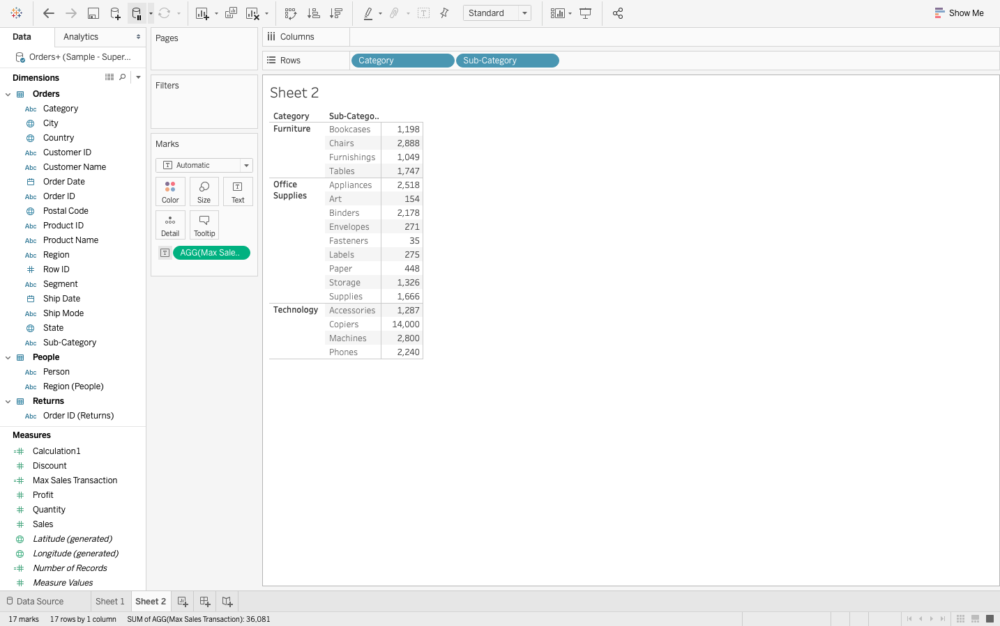 Standard
Show Me
Data
Analytics
Orders+ (Sample - Super...
Dimensions
Orders
Abc Category
City
Country
Abc Customer ID
Abc Customer Name
Order Date
Abc Order ID
Postal Code
Abc Product ID
Abc Product Name
Abc Region
Row ID
Abc Segment
Ship Date
Abc Ship Mode
State
Abc Sub-Category
People
Abc Person
Abc Region (People)
Returns
Abc Order ID (Returns)
Measures
Calculation1
Discount
Max Sales Transaction
Profit
Quantity
Sales
Latitude (generated)
Longitude (generated)
Number of Records
Measure Values
Pages
Filters
Marks
T Automatic
Color
Size
T
Text
Detail
Tooltip
T AGG(Max Sale..
Columns
Rows
Category
Sub-Category
Sheet 2
Category Sub-Catego..
Furniture Bookcases 1,198
Chairs 2,888
Furnishings 1,049
Tables 1,747
Office Supplies Appliances 2,518
Art 154
Binders 2,178
Envelopes 271
Fasteners 35
Labels 275
Paper 448
Storage 1,326
Supplies 1,666
Technology Accessories 1,287
Copiers 14,000
Machines 2,800
Phones 2,240
Data Source
Sheet 1
Sheet 2
17 marks 17 rows by 1 column SUM of AGG(Max Sales Transaction): 36,081